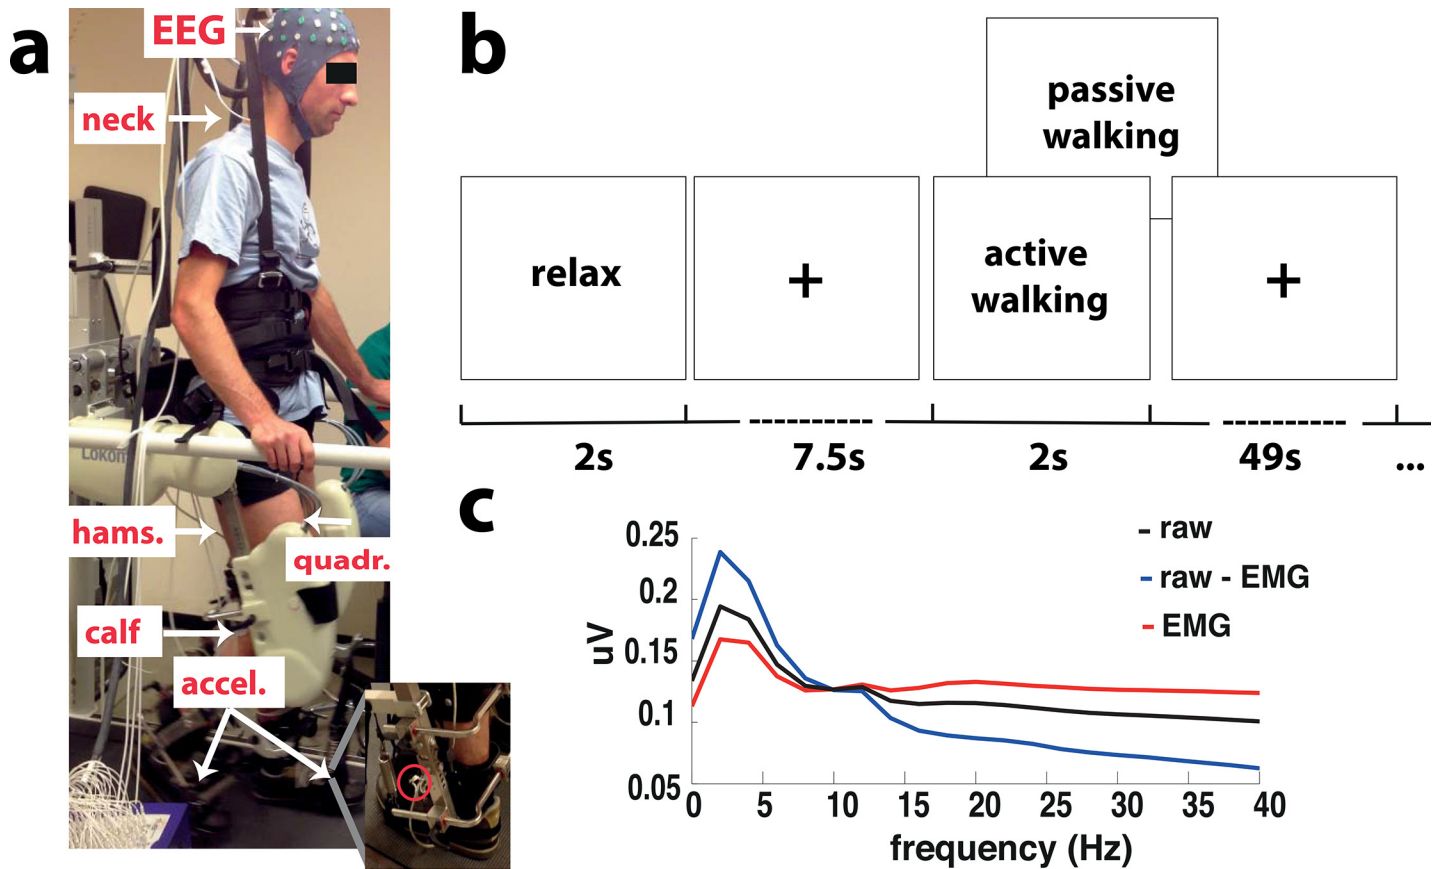 a
EEG
neck
Lokom
hams.
quadr.
calf
accel.
b
passive
walking
relax
+
active
walking
+
2s
7.5s
2s
49s
...
c
0.25
0.2
0.15
0.1
0.05
uV
0
5
10
15
20
25
30
35
40
frequency (Hz)
- raw
- raw - EMG
- EMG